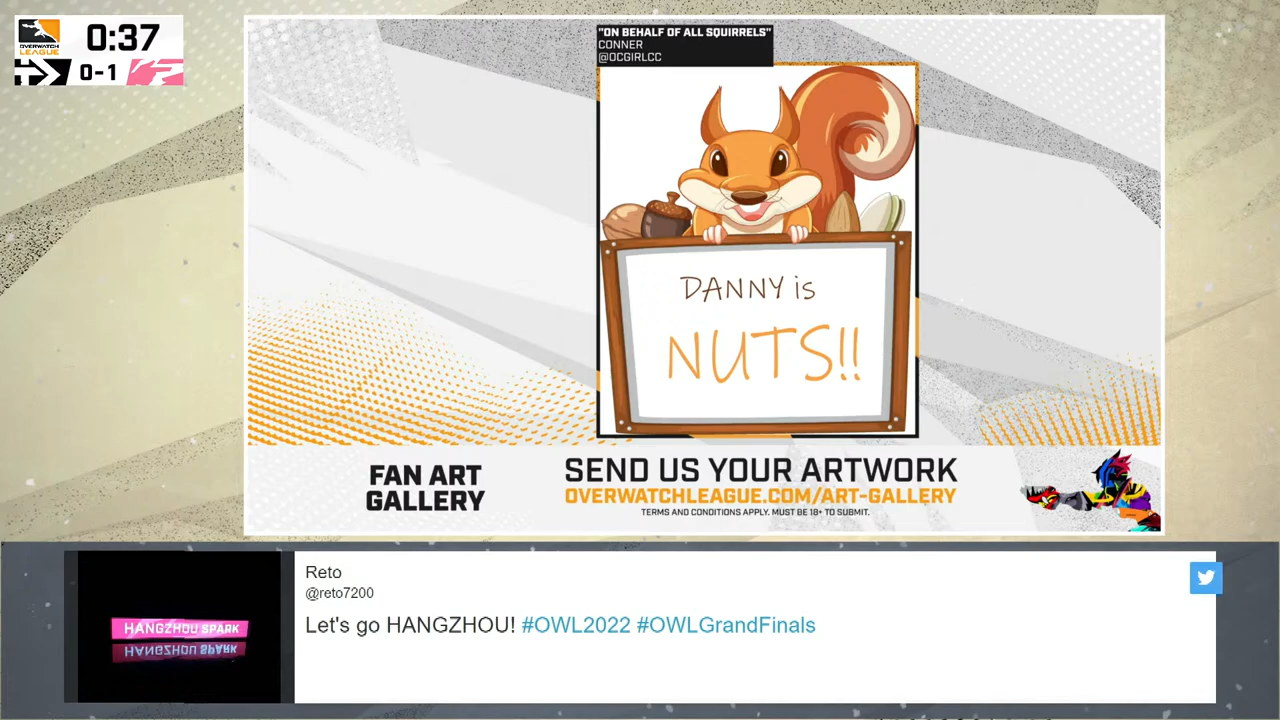 OVERWATCH
LEAGUE
0:37
0-1
"ON BEHALF OF ALL SQUIRRELS"
CONNER
@OCGIRLCC
DANNY is
NUTS!!
FAN ART
GALLERY
SEND US YOUR ARTWORK
OVERWATCHLEAGUE.COM/ART-GALLERY
TERMS AND CONDITIONS APPLY. MUST BE 18+ TO SUBMIT.
HANGZHOU SPARK
HANGZHOU SPARK
Reto
@reto7200
Let's go HANGZHOU! #OWL2022 #OWLGrandFinals